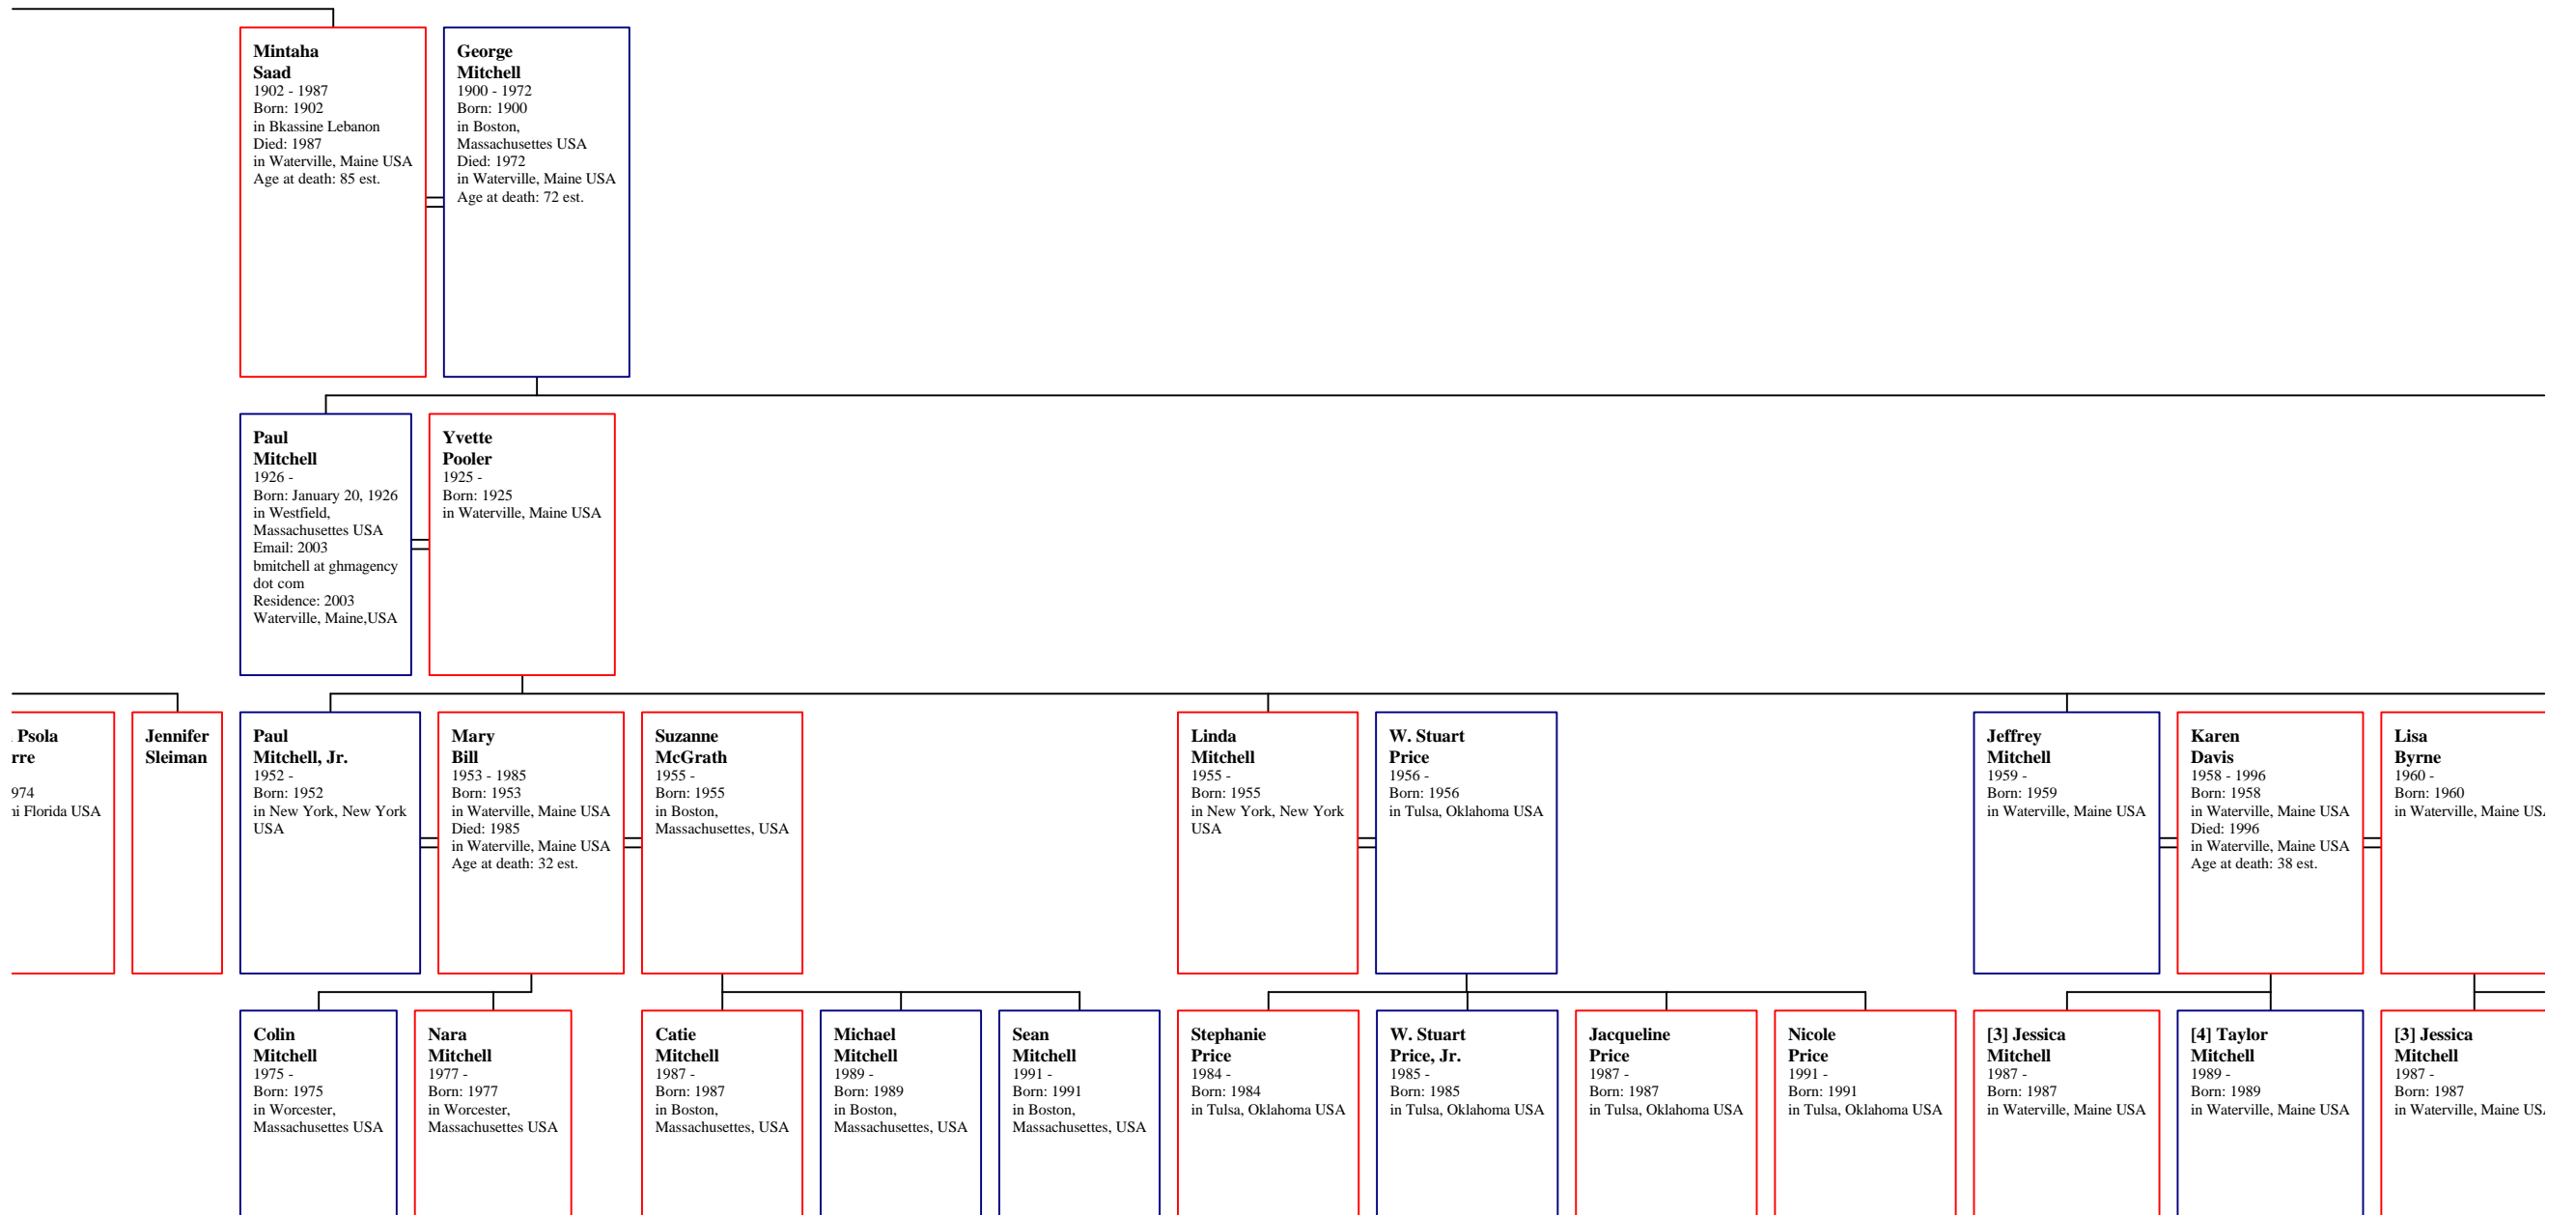 Mintaha
Saad
1902 - 1987
Born: 1902
in Bkassine Lebanon
Died: 1987
in Waterville, Maine USA
Age at death: 85 est.
George
Mitchell
1900 - 1972
Born: 1900
in Boston,
Massachusettes USA
Died: 1972
in Waterville, Maine USA
Age at death: 72 est.
Paul
Mitchell
1926 -
Born: January 20, 1926
in Westfield,
Massachusettes USA
Email: 2003
bmitchell at ghmagency
dot com
Residence: 2003
Waterville, Maine,USA
Yvette
Pooler
1925 -
Born: 1925
in Waterville, Maine USA
Psola
Florida USA
Jennifer
Sleiman
Paul
Mitchell, Jr.
1952 -
Born: 1952
in New York, New York
USA
Mary
Bill
1953 - 1985
Born: 1953
in Waterville, Maine USA
Died: 1985
in Waterville, Maine USA
Age at death: 32 est.
Suzanne
McGrath
1955 -
Born: 1955
in Boston,
Massachusettes, USA
Linda
Mitchell
1955 -
Born: 1955
in New York, New York
USA
W. Stuart
Price
1956 -
Born: 1956
in Tulsa, Oklahoma USA
Jeffrey
Mitchell
1959 -
Born: 1959
in Waterville, Maine USA
Karen
Davis
1958 - 1996
Born: 1958
in Waterville, Maine USA
Died: 1996
in Waterville, Maine USA
Age at death: 38 est.
Lisa
Byrne
1960 -
Born: 1960
in Waterville, Maine
Colin
Mitchell
1975 -
Born: 1975
in Worcester,
Massachusettes USA
Nara
Mitchell
1977 -
Born: 1977
in Worcester,
Massachusettes USA
Catie
Mitchell
1987 -
Born: 1987
in Boston,
Massachusettes, USA
Michael
Mitchell
1989 -
Born: 1989
in Boston,
Massachusettes, USA
Sean
Mitchell
1991 -
Born: 1991
in Boston,
Massachusettes, USA
Stephanie
Price
1984 -
Born: 1984
in Tulsa, Oklahoma USA
W. Stuart
Price, Jr.
1985 -
Born: 1985
in Tulsa, Oklahoma USA
Jacqueline
Price
1987 -
Born: 1987
in Tulsa, Oklahoma USA
Nicole
Price
1991 -
Born: 1991
in Tulsa, Oklahoma USA
[3] Jessica
Mitchell
1987 -
Born: 1987
in Waterville, Maine USA
[4] Taylor
Mitchell
1989 -
Born: 1989
in Waterville, Maine USA
[3] Jessica
Mitchell
1987 -
Born: 1987
in Waterville, Maine